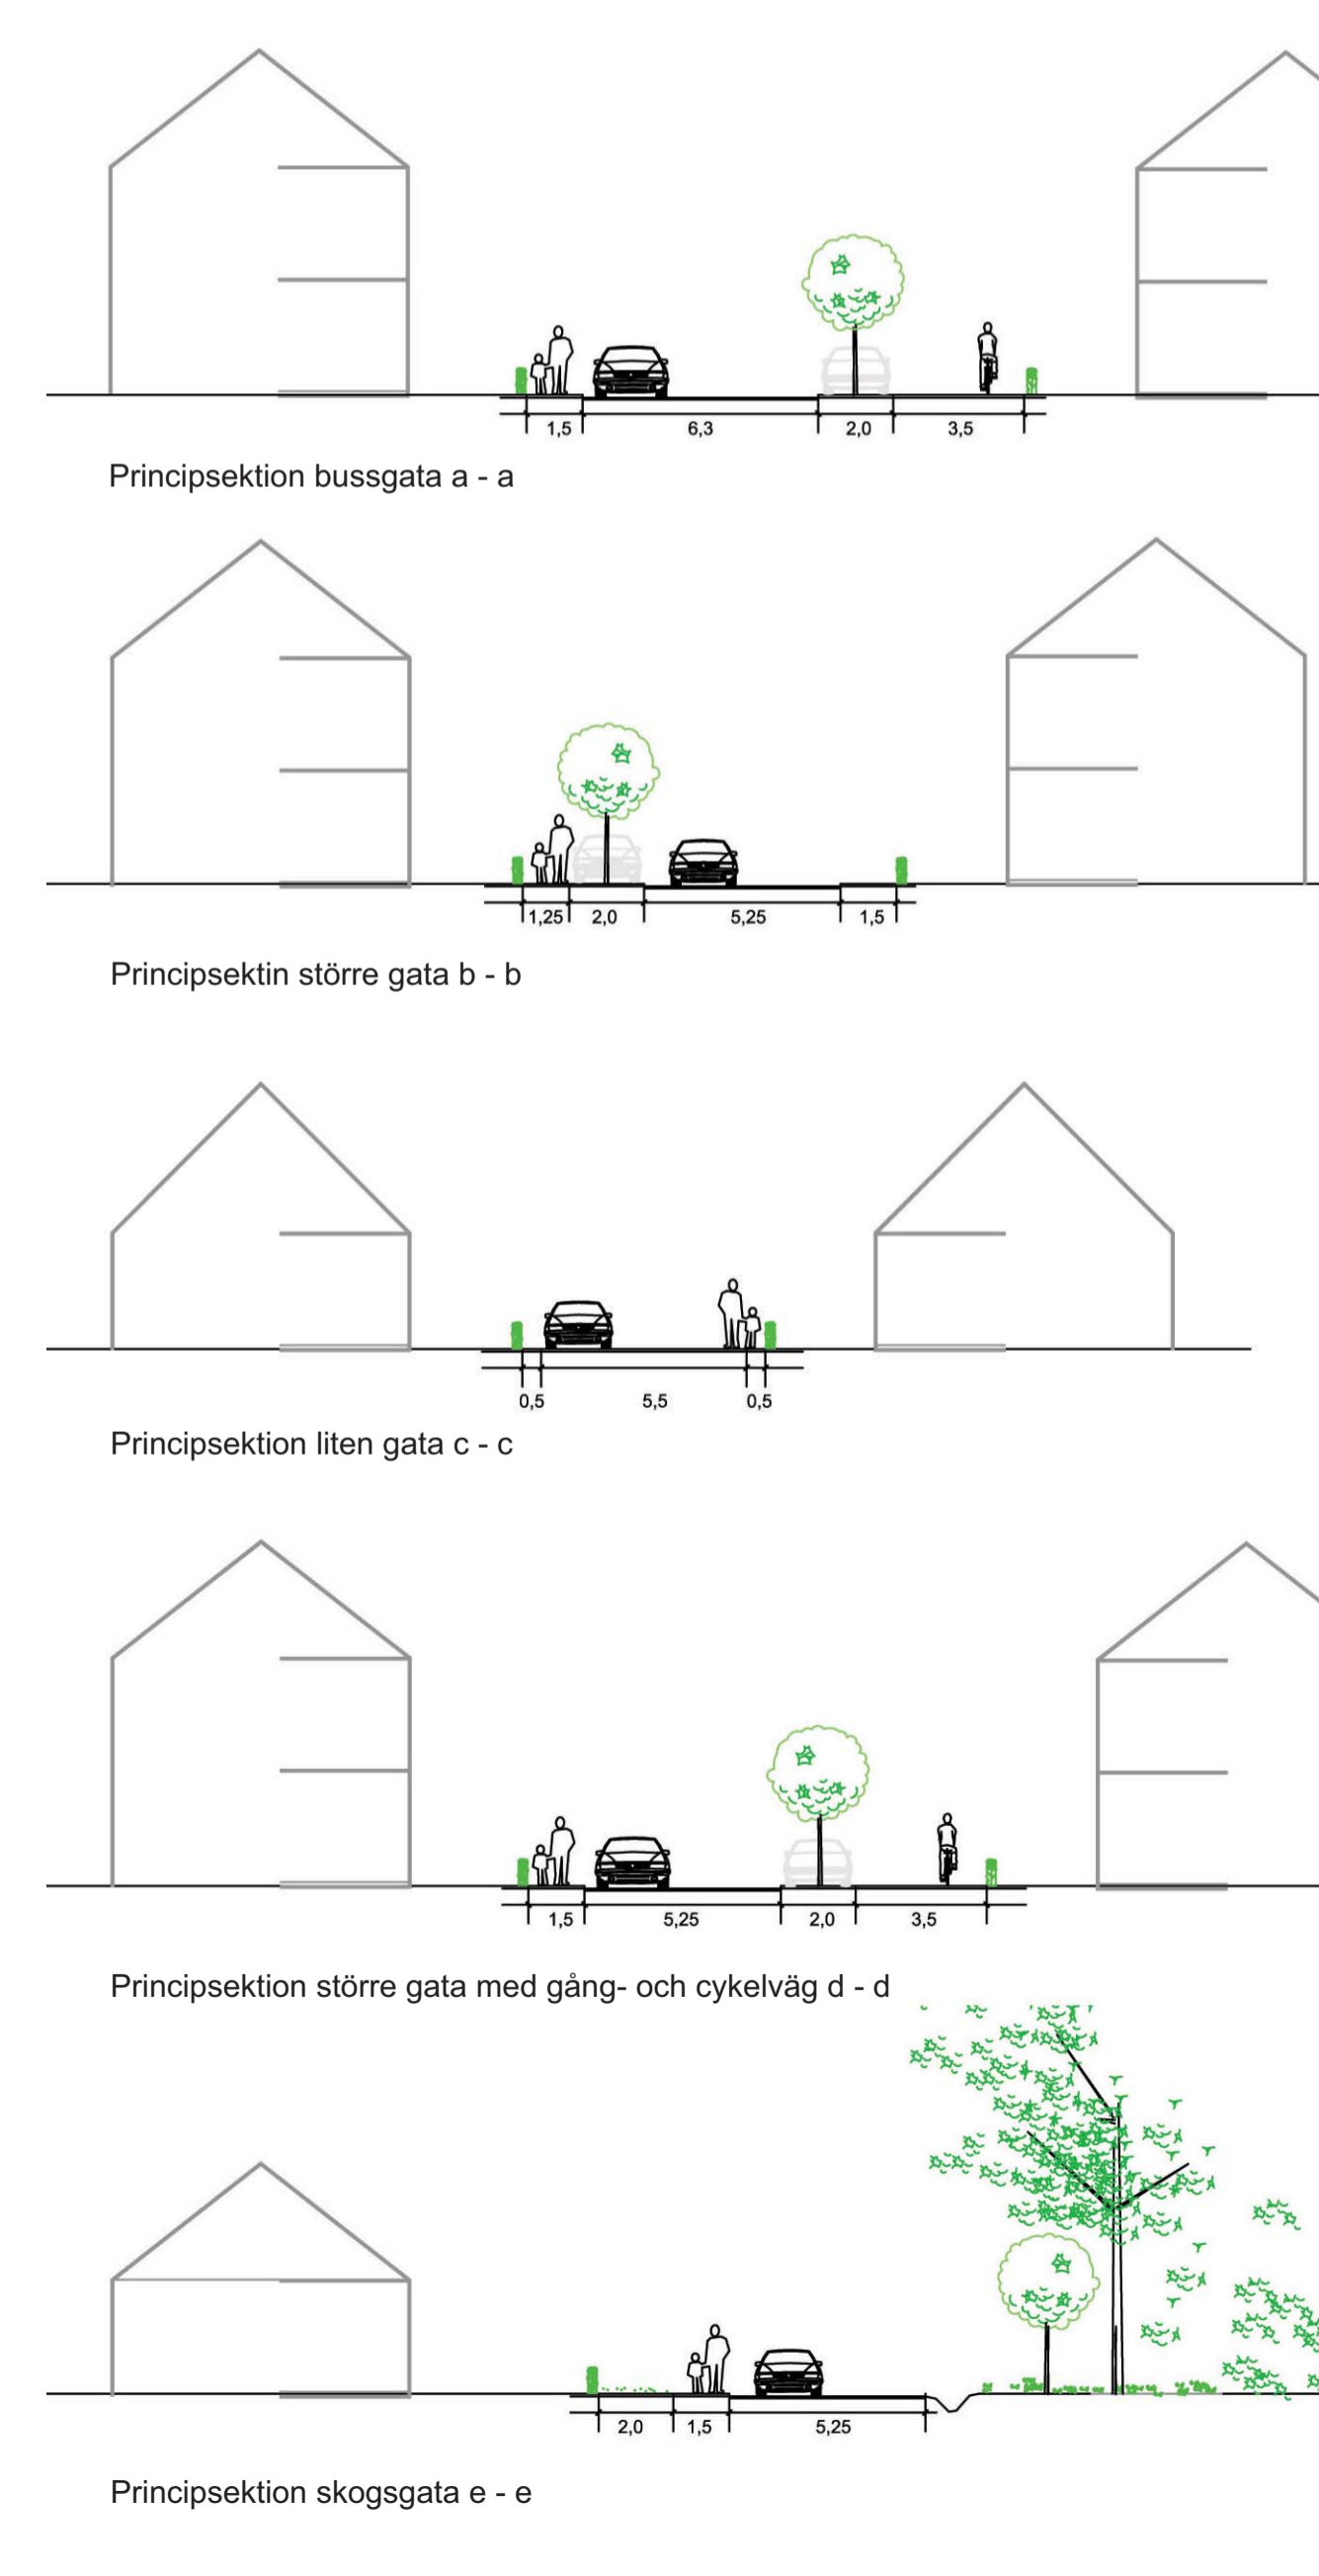 1,5 6,3 2,0 3,5
Principsektion bussgata a - a
1,25 2,0 5,25 1,5
Principsektin större gata b - b
0,5 5,5 0,5
Principsektion liten gata c - c
1,5 5,25 2,0 3,5
Principsektion större gata med gång- och cykelväg d - d
2,0 1,5 5,25
Principsektion skogsgata e - e